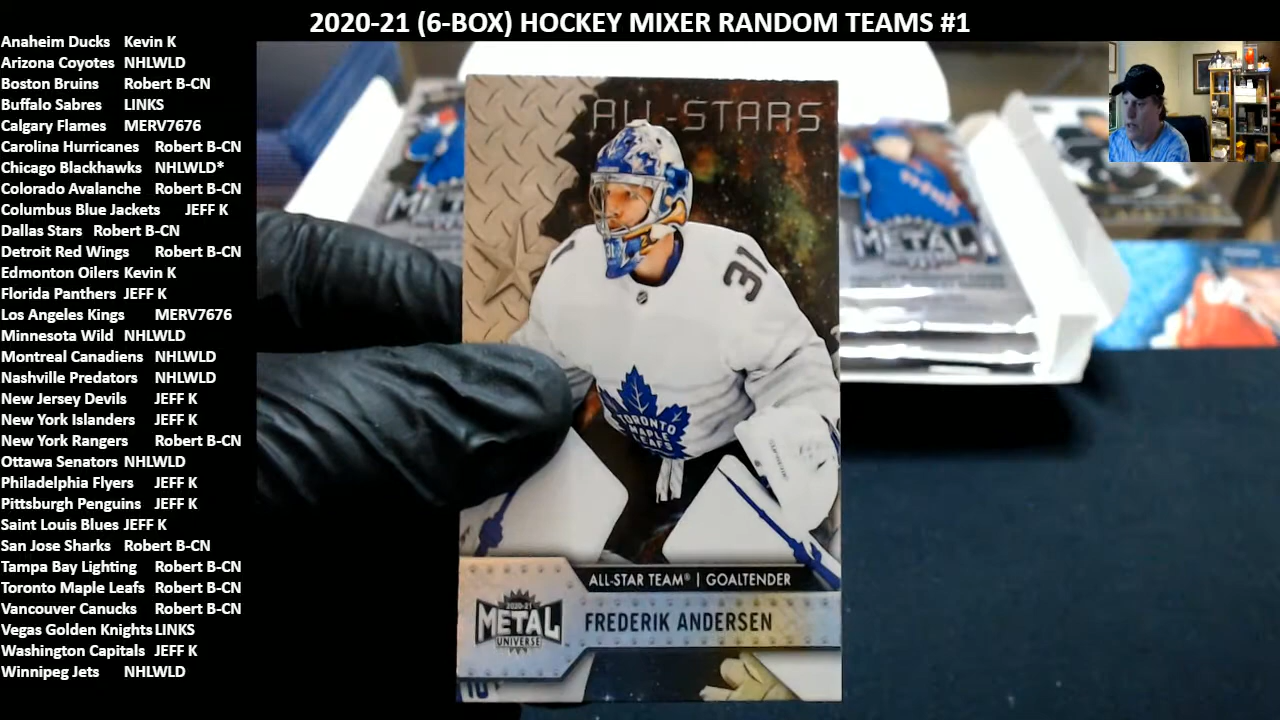 2020-21 (6-BOX) HOCKEY MIXER RANDOM TEAMS #1
Anaheim Ducks Kevin K
Arizona Coyotes NHLWLD
Boston Bruins Robert B-CN
Buffalo Sabres LINKS
Calgary Flames MERV7676
Carolina Hurricanes Robert B-CN
Chicago Blackhawks NHLWLD*
Colorado Avalanche Robert B-CN
Columbus Blue Jackets JEFF K
Dallas Stars Robert B-CN
Detroit Red Wings Robert B-CN
Edmonton Oilers Kevin K
Florida Panthers JEFF K
Los Angeles Kings MERV7676
Minnesota Wild NHLWLD
Montreal Canadiens NHLWLD
Nashville Predators NHLWLD
New Jersey Devils JEFF K
New York Islanders JEFF K
New York Rangers Robert B-CN
Ottawa Senators NHLWLD
Philadelphia Flyers JEFF K
Pittsburgh Penguins JEFF K
Saint Louis Blues JEFF K
San Jose Sharks Robert B-CN
Tampa Bay Lighting Robert B-CN
Toronto Maple Leafs Robert B-CN
Vancouver Canucks Robert B-CN
Vegas Golden Knights LINKS
Washington Capitals JEFF K
Winnipeg Jets NHLWLD
ALL-STARS
31
31
TORONTO
MAPLE
LEAFS
ALL-STAR TEAM® | GOALTENDER
2020-21
METAL
UNIVERSE
FREDERIK ANDERSEN
METAL